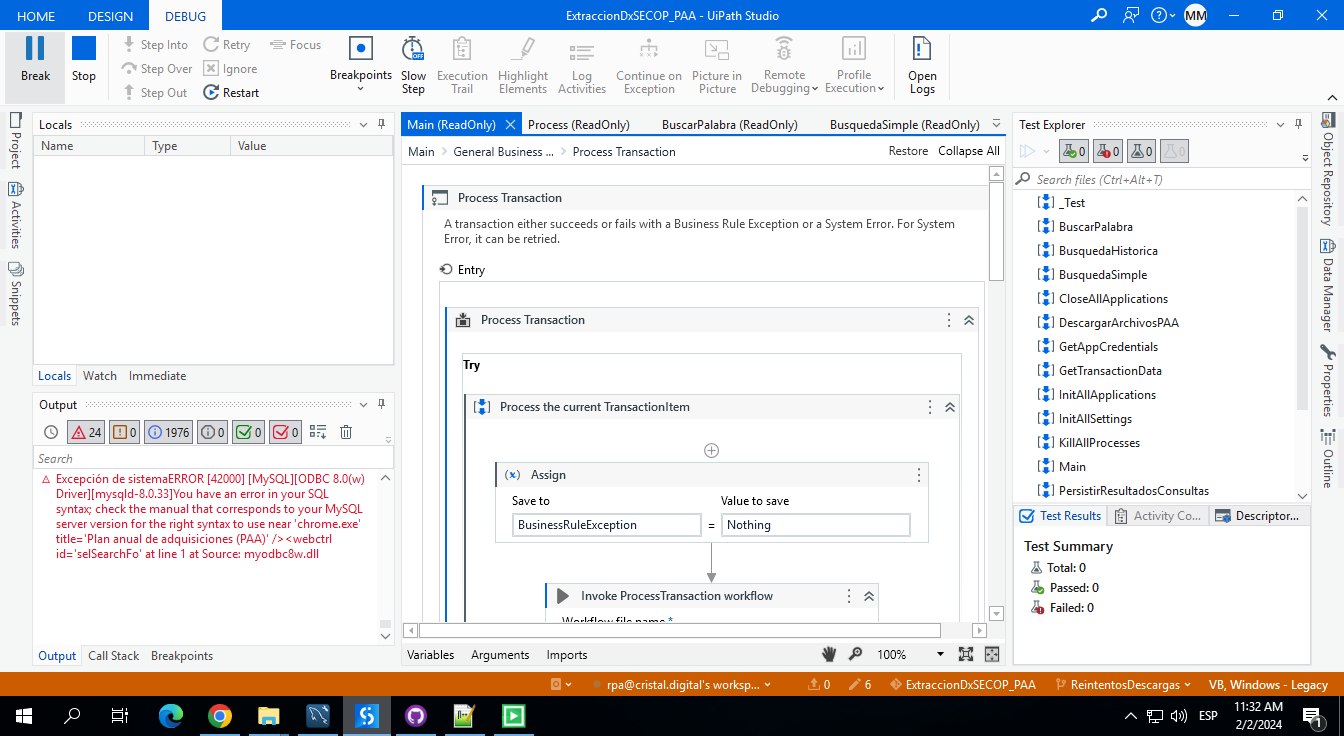 HOME DESIGN DEBUG ExtraccionDxSECOP_PAA - UiPath Studio MM
Break
Stop
Step Into Retry Focus
Step Over Ignore
Step Out Restart
Breakpoints
Slow Step
Execution Trail
Highlight Elements
Log Activities
Continue on Exception
Picture in Picture
Remote Debugging
Profile Execution
Open Logs
Project
Activities
Snippets
Locals
Name Type Value
Locals Watch Immediate
Output
24 0 1976 0 0 0
Search
Excepción de sistemaERROR [42000] [MySQL][ODBC 8.0(w)
Driver][mysqld-8.0.33]You have an error in your SQL
syntax; check the manual that corresponds to your MySQL
server version for the right syntax to use near 'chrome.exe'
title='Plan anual de adquisiciones (PAA)' /><webctrl
id='selSearchFo' at line 1 at Source: myodbc8w.dll
Output Call Stack Breakpoints
Main (ReadOnly) Process (ReadOnly) BuscarPalabra (ReadOnly) BusquedaSimple (ReadOnly)
Main General Business ... Process Transaction Restore Collapse All
Process Transaction
A transaction either succeeds or fails with a Business Rule Exception or a System Error. For System
Error, it can be retried.
Entry
Process Transaction
Try
Process the current TransactionItem
Assign
Save to Value to save
BusinessRuleException = Nothing
Invoke ProcessTransaction workflow
Workflow file name *
Variables Arguments Imports 100%
Test Explorer
0 0 0 0
Search files (Ctrl+Alt+T)
_Test
BuscarPalabra
BusquedaHistorica
BusquedaSimple
CloseAllApplications
DescargarArchivosPAA
GetAppCredentials
GetTransactionData
InitAllApplications
InitAllSettings
KillAllProcesses
Main
PersistirResultadosConsultas
Test Results Activity Co... Descriptor...
Test Summary
Total: 0
Passed: 0
Failed: 0
Object Repository
Data Manager
Properties
Outline
rpa@cristal.digital's worksp... 0 6 ExtraccionDxSECOP_PAA ReintentosDescargas VB, Windows - Legacy
ESP
11:32 AM
2/2/2024
1